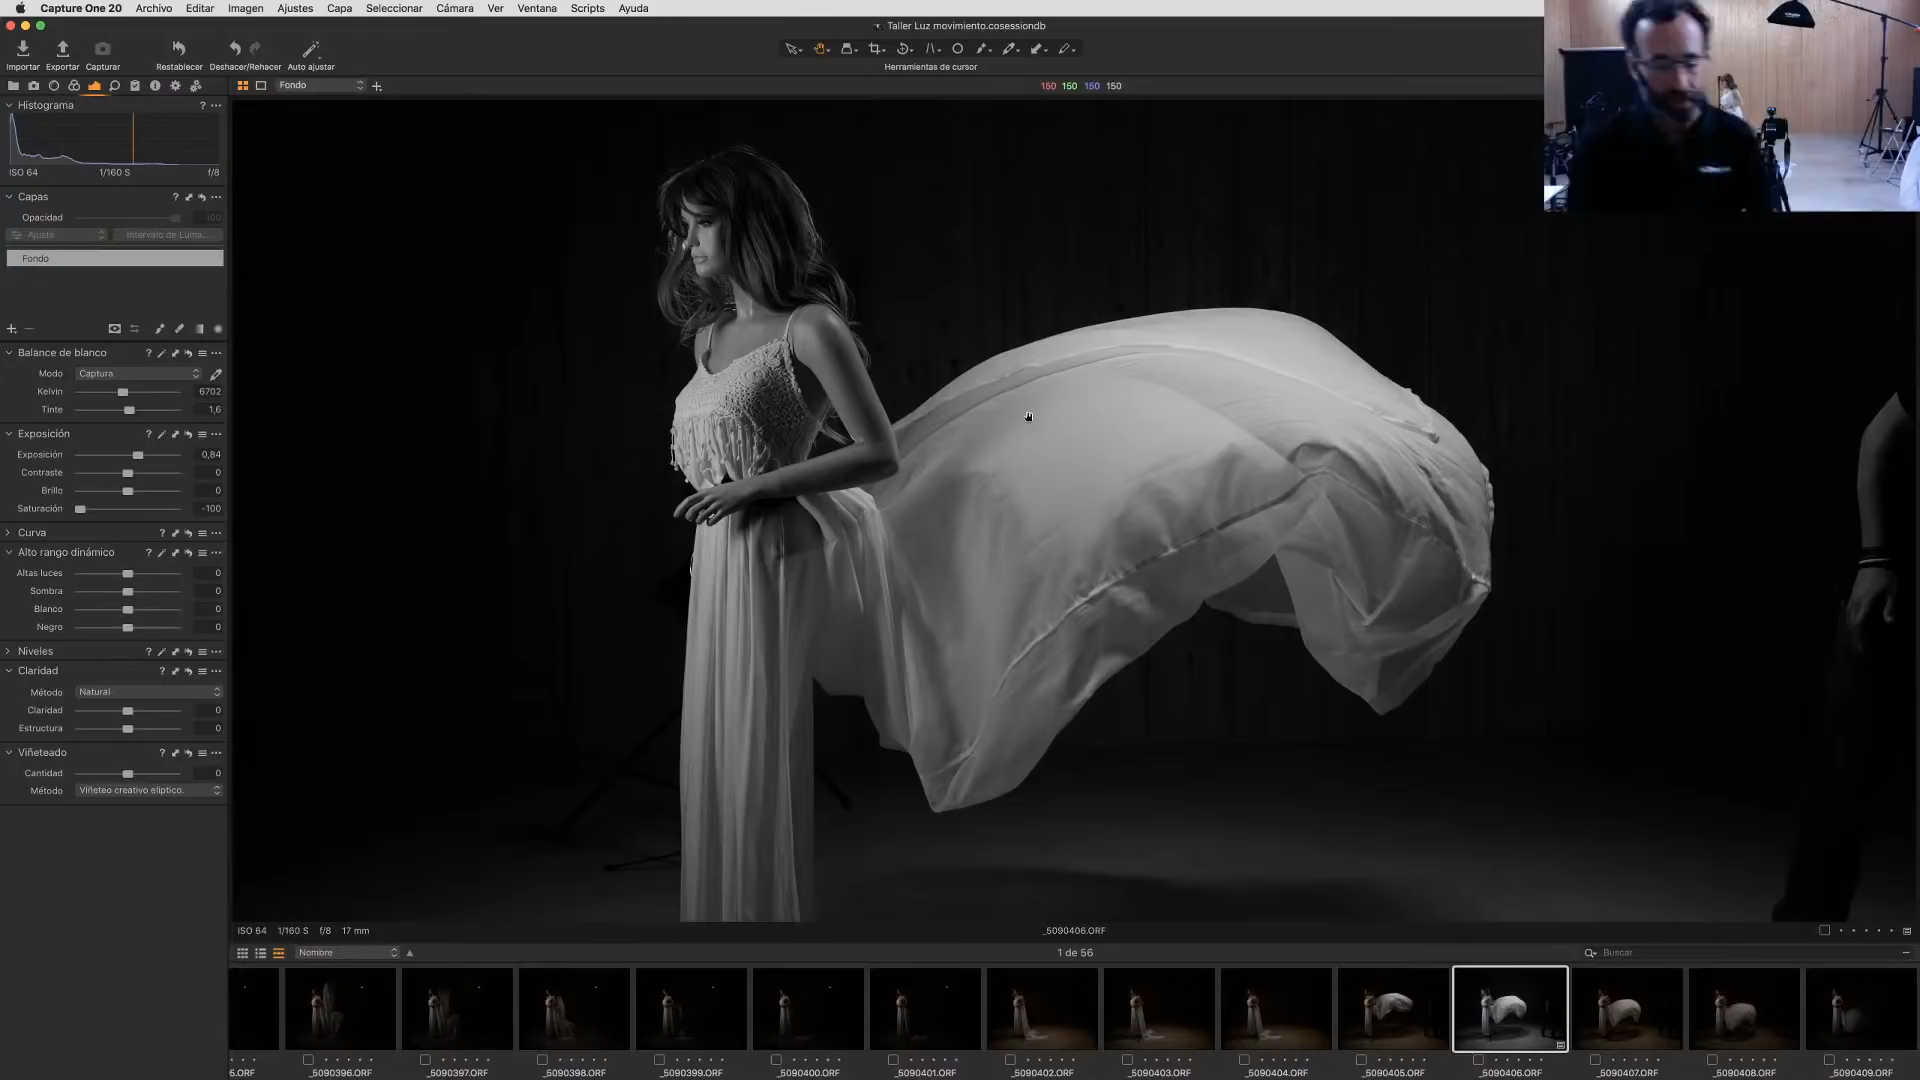 Capture One 20 Archivo Editar Imagen Ajustes Capa Seleccionar Cámara Ver Ventana Scripts Ayuda
Taller Luz movimiento.cosessiondb
Importar Exportar Capturar Restablecer Deshacer/Rehacer Auto ajustar
Herramientas de cursor
Fondo
150 150 150 150
Histograma
ISO 64 1/160 S f/8
Capas
Opacidad 100
Ajuste Intervalo de Luma...
Fondo
Balance de blanco
Modo Captura
Kelvin 6702
Tinte 1,6
Exposición
Exposición 0,84
Contraste 0
Brillo 0
Saturación -100
Curva
Alto rango dinámico
Altas luces 0
Sombra 0
Blanco 0
Negro 0
Niveles
Claridad
Método Natural
Claridad 0
Estructura 0
Viñeteado
Cantidad 0
Método Viñeteo creativo elíptico.
ISO 64 1/160 S f/8 17 mm
_5090406.ORF
Nombre
1 de 56
Buscar
5.ORF _5090396.ORF _5090397.ORF _5090398.ORF _5090399.ORF _5090400.ORF _5090401.ORF _5090402.ORF _5090403.ORF _5090404.ORF _5090405.ORF _5090406.ORF _5090407.ORF _5090408.ORF _5090409.ORF